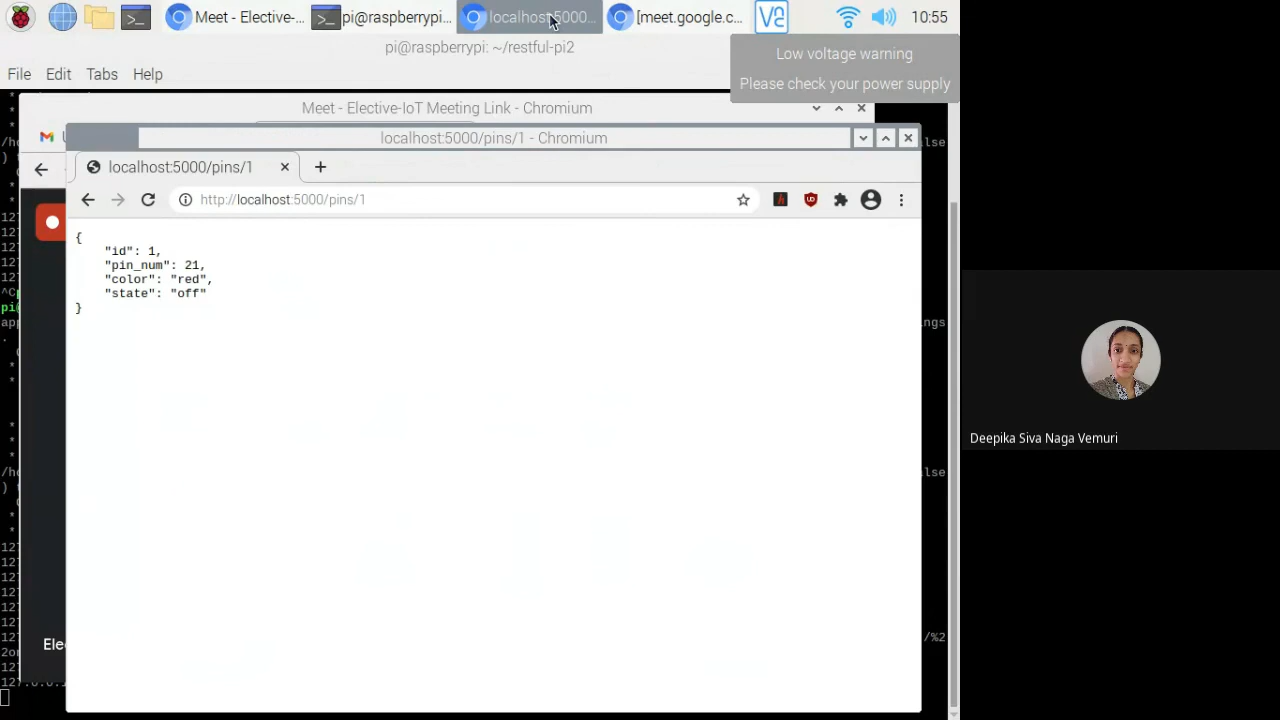 Meet - Elective-...
pi@raspberrypi...
localhost:5000...
[meet.google.c...
10:55
pi@raspberrypi: ~/restful-pi2
Low voltage warning
Please check your power supply
File Edit Tabs Help
Meet - Elective-IoT Meeting Link - Chromium
localhost:5000/pins/1 - Chromium
localhost:5000/pins/1
http://localhost:5000/pins/1
{
"id": 1,
"pin_num": 21,
"color": "red",
"state": "off"
}
Deepika Siva Naga Vemuri